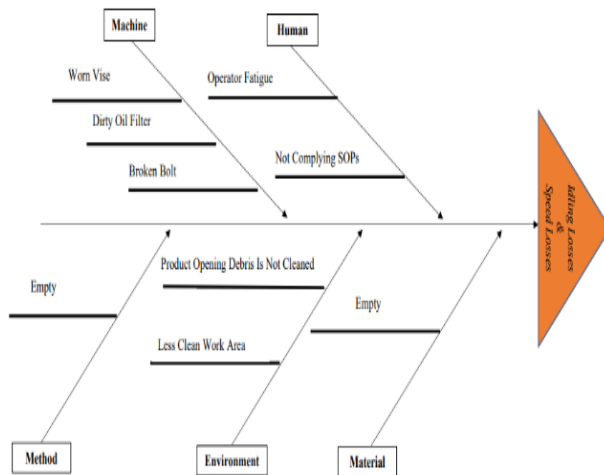 Machine
Human
Worn Vise
Operator Fatigue
Dirty Oil Filter
Not Complying SOPs
Broken Bolt
Idling Losses
&
Speed Losses
Product Opening Debris Is Not Cleaned
Empty
Empty
Less Clean Work Area
Method
Environment
Material